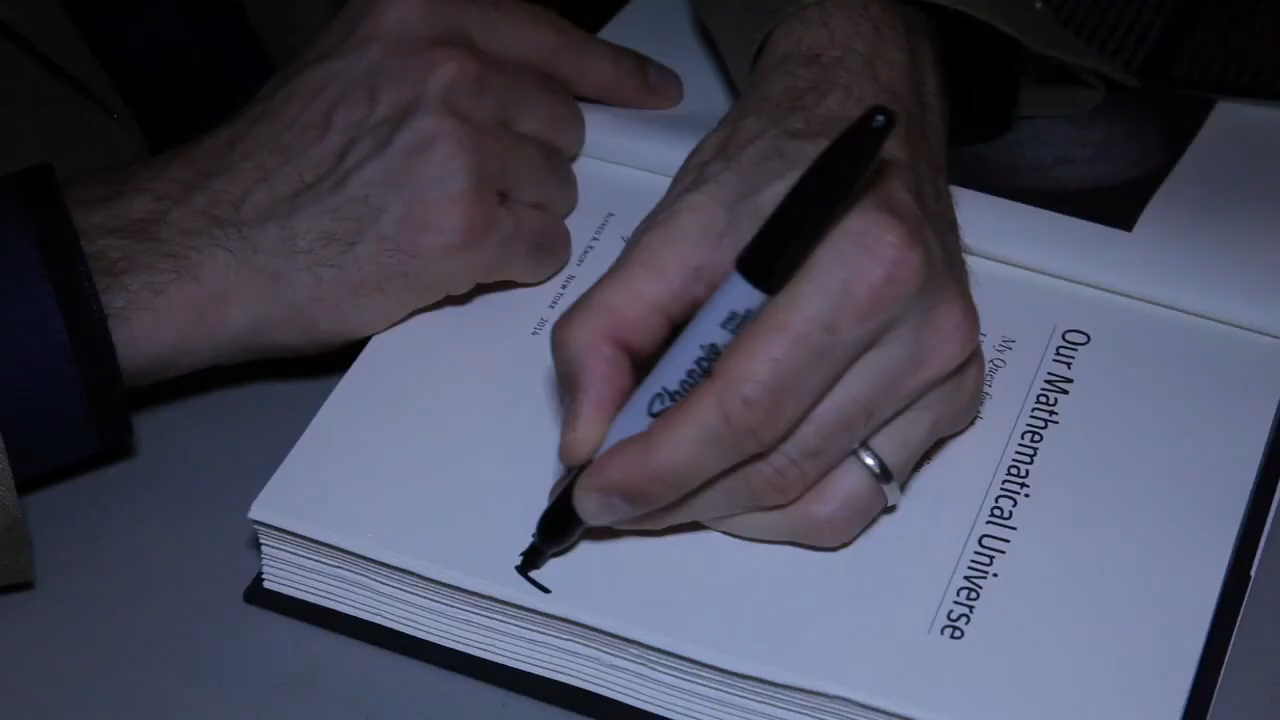 Our Mathematical Universe
My Quest for
ALFRED A. KNOPF NEW YORK 2014
Sharpie